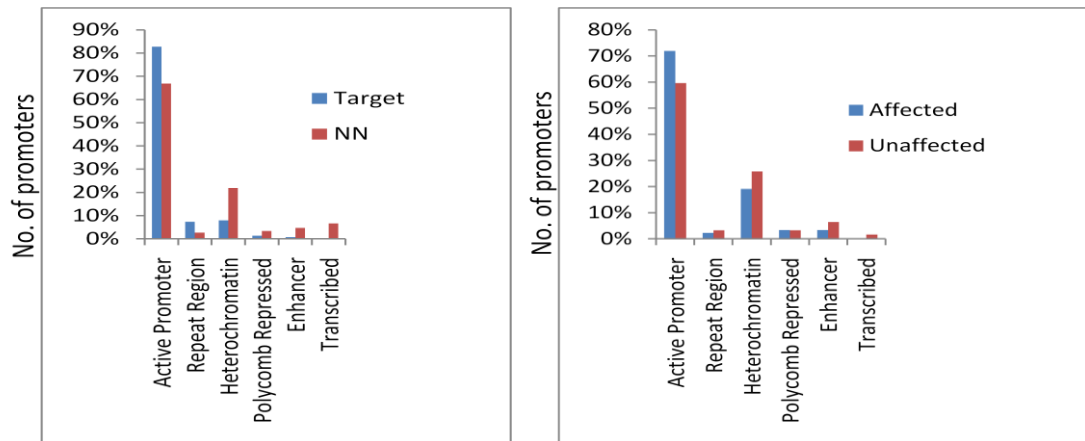 No. of promoters
90%
80%
70%
60%
50%
40%
30%
20%
10%
0%
Active Promoter
Repeat Region
Heterochromatin
Polycomb Repressed
Enhancer
Transcribed
Target
NN
No. of promoters
80%
70%
60%
50%
40%
30%
20%
10%
0%
Active Promoter
Repeat Region
Heterochromatin
Polycomb Repressed
Enhancer
Transcribed
Affected
Unaffected